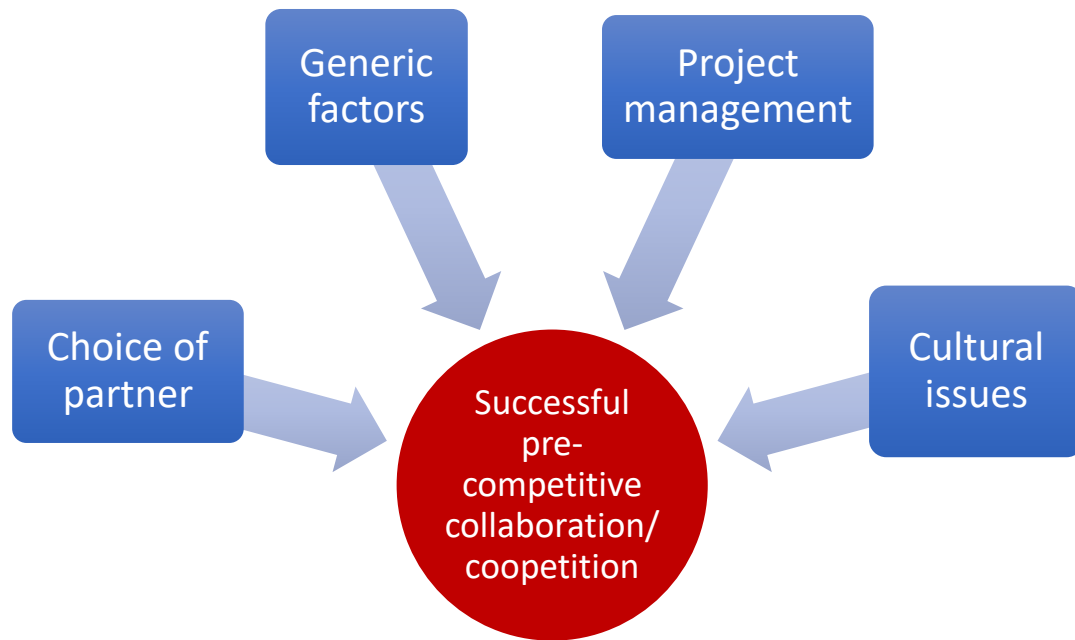 Generic
factors
Project
management
Choice of
partner
Cultural
issues
Successful
pre-
competitive
collaboration/
coopetition